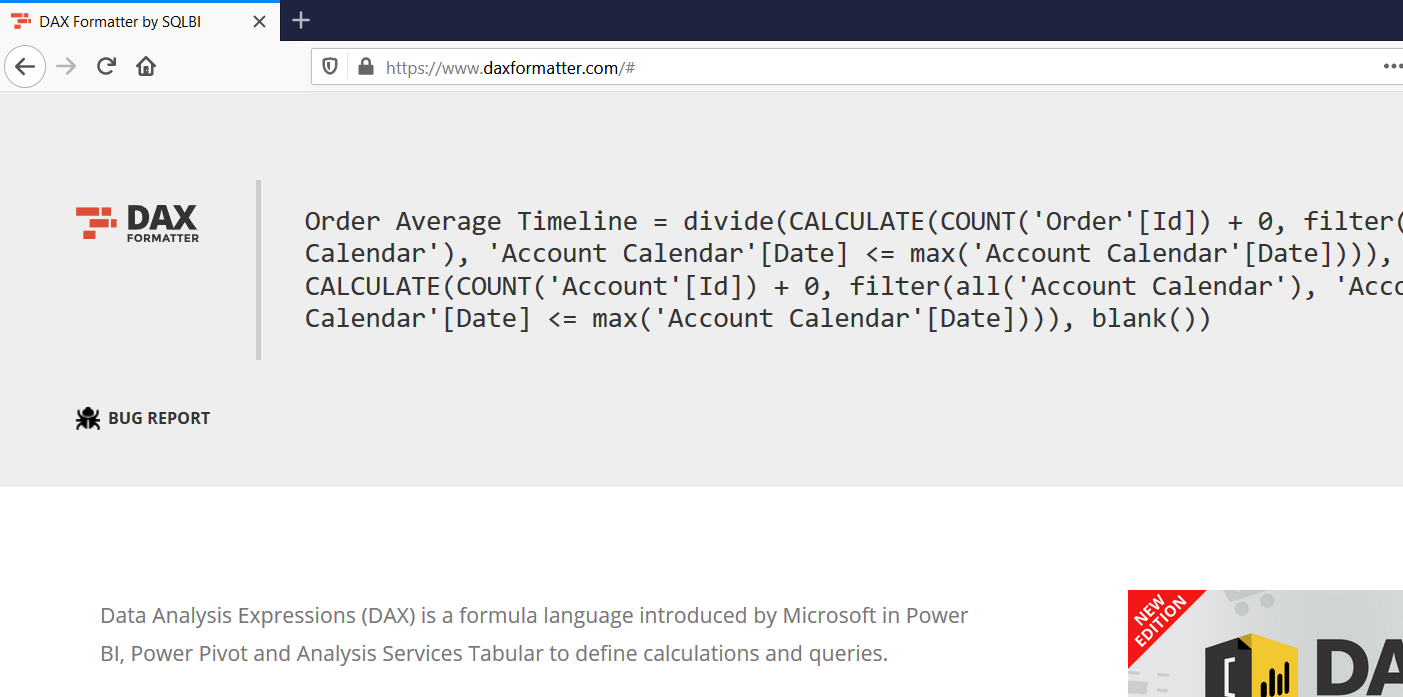 DAX Formatter by SQLBI
https://www.daxformatter.com/#
DAX
FORMATTER
Order Average Timeline = divide(CALCULATE(COUNT('Order'[Id]) + 0, filter(
Calendar'), 'Account Calendar'[Date] <= max('Account Calendar'[Date]))),
CALCULATE(COUNT('Account'[Id]) + 0, filter(all('Account Calendar'), 'Acco
Calendar'[Date] <= max('Account Calendar'[Date]))), blank())
BUG REPORT
Data Analysis Expressions (DAX) is a formula language introduced by Microsoft in Power
BI, Power Pivot and Analysis Services Tabular to define calculations and queries.
NEW
EDITION
DA